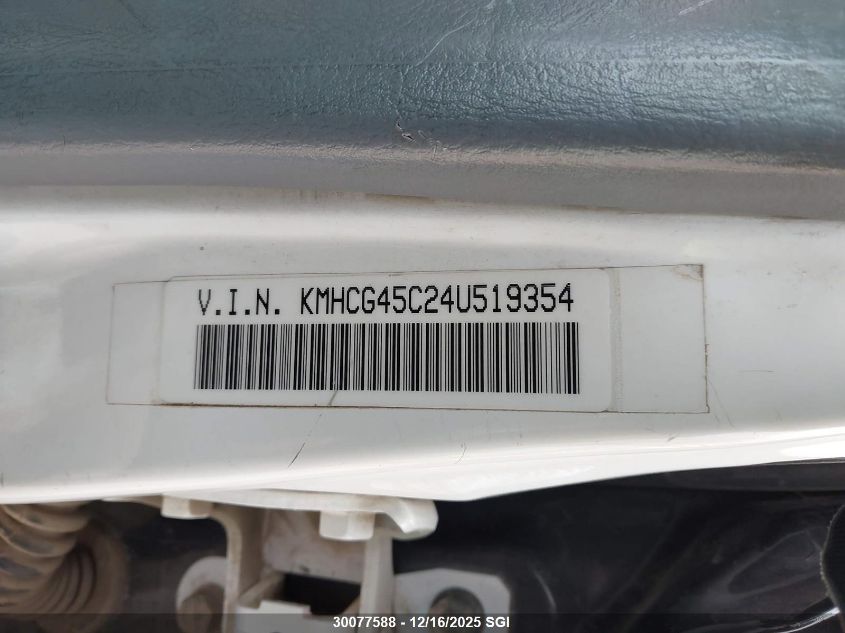 V.I.N. KMHCG45C24U519354
30077588 - 12/16/2025 SGI